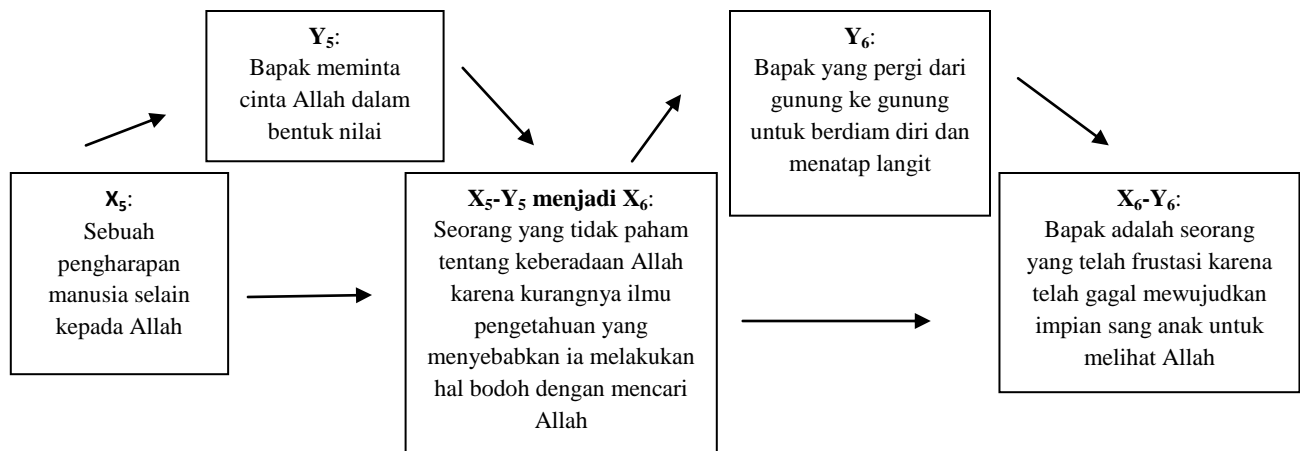 Y₅:
Bapak meminta
cinta Allah dalam
bentuk nilai
Y₆:
Bapak yang pergi dari
gunung ke gunung
untuk berdiam diri dan
menatap langit
X₅:
Sebuah
pengharapan
manusia selain
kepada Allah
X₅-Y₅ menjadi X₆:
Seorang yang tidak paham
tentang keberadaan Allah
karena kurangnya ilmu
pengetahuan yang
menyebabkan ia melakukan
hal bodoh dengan mencari
Allah
X₆-Y₆:
Bapak adalah seorang
yang telah frustasi karena
telah gagal mewujudkan
impian sang anak untuk
melihat Allah